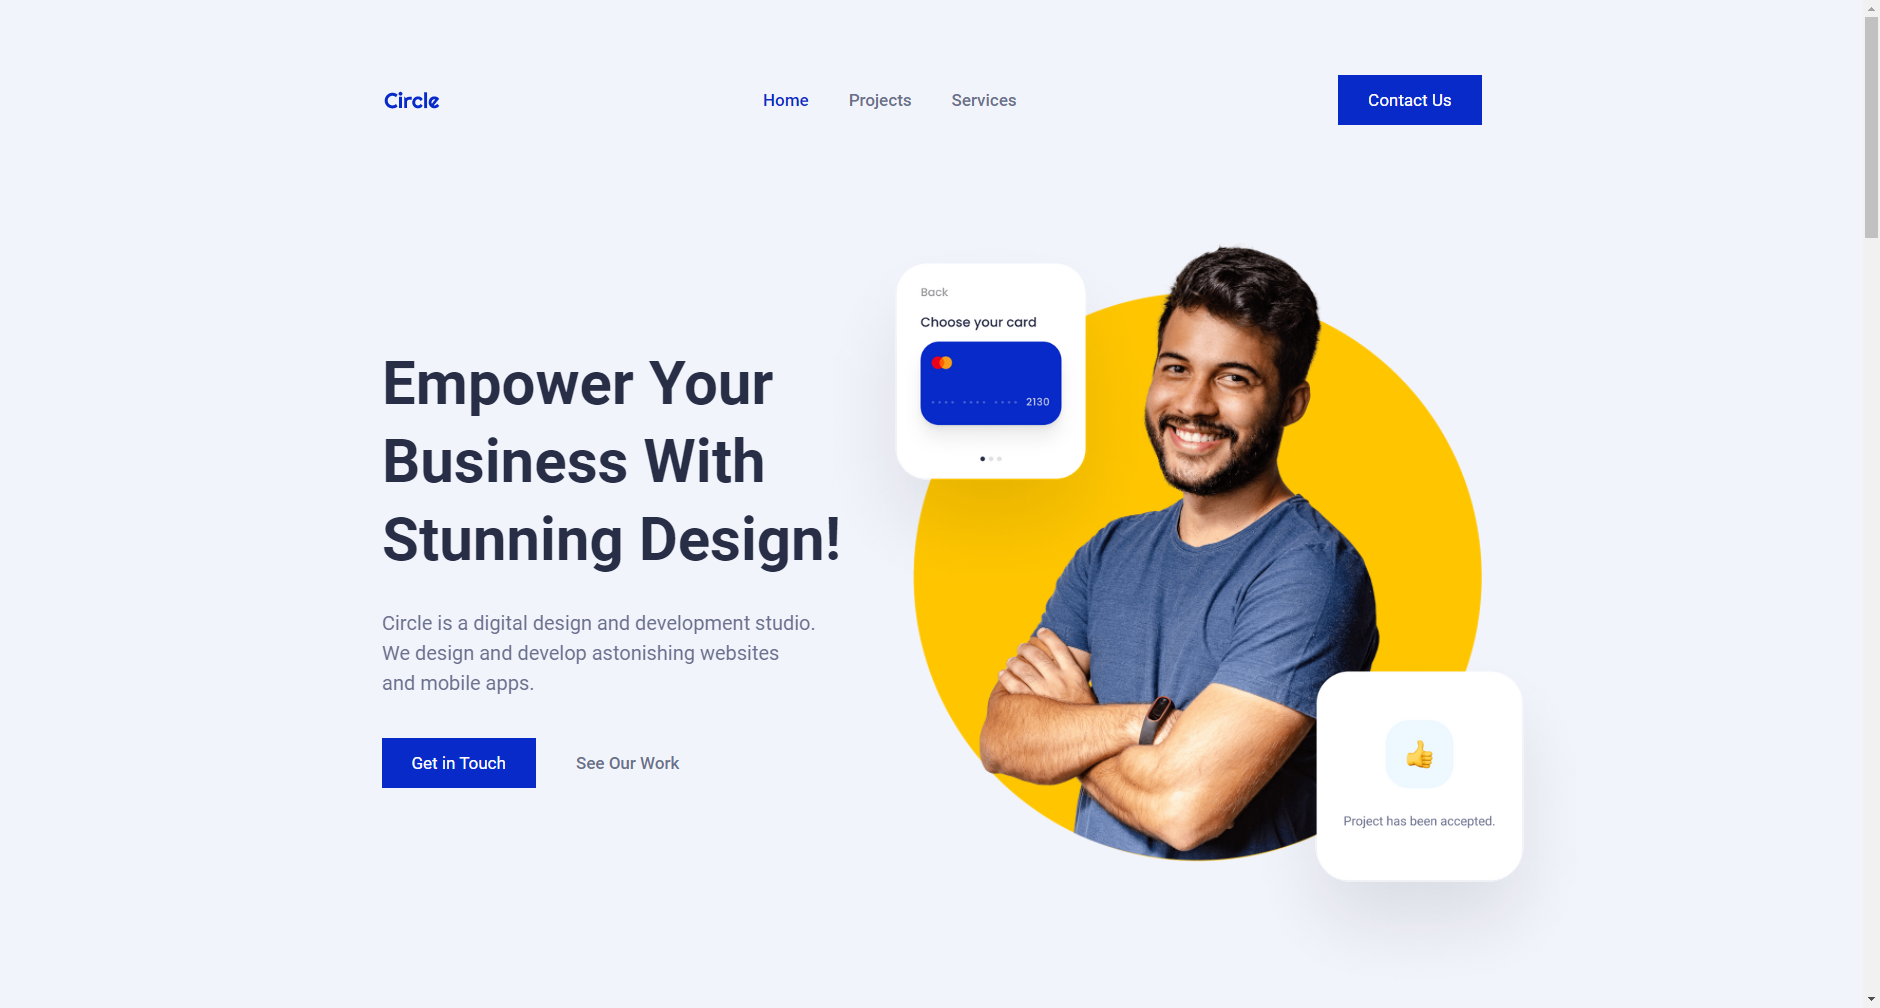 Circle
Home
Projects
Services
Contact Us
Empower Your
Business With
Stunning Design!
Circle is a digital design and development studio.
We design and develop astonishing websites
and mobile apps.
Get in Touch
See Our Work
Back
Choose your card
2130
Project has been accepted.